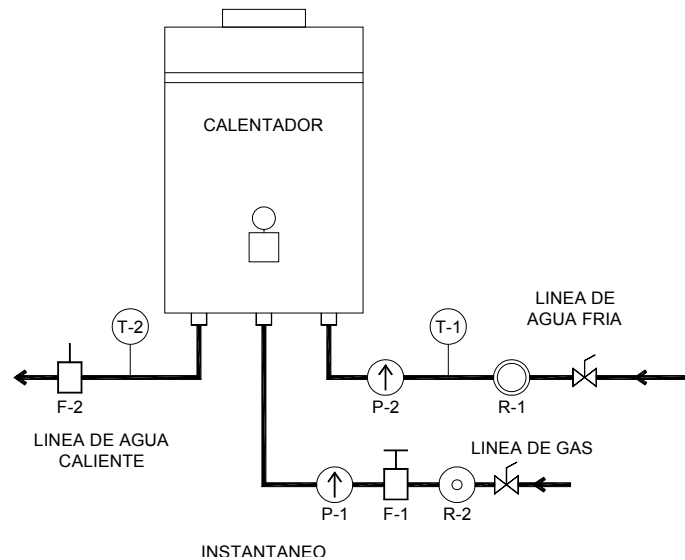 CALENTADOR
T-2
T-1
LINEA DE
AGUA FRIA
F-2
P-2
R-1
LINEA DE AGUA
CALIENTE
LINEA DE GAS
P-1
F-1
R-2
INSTANTANEO